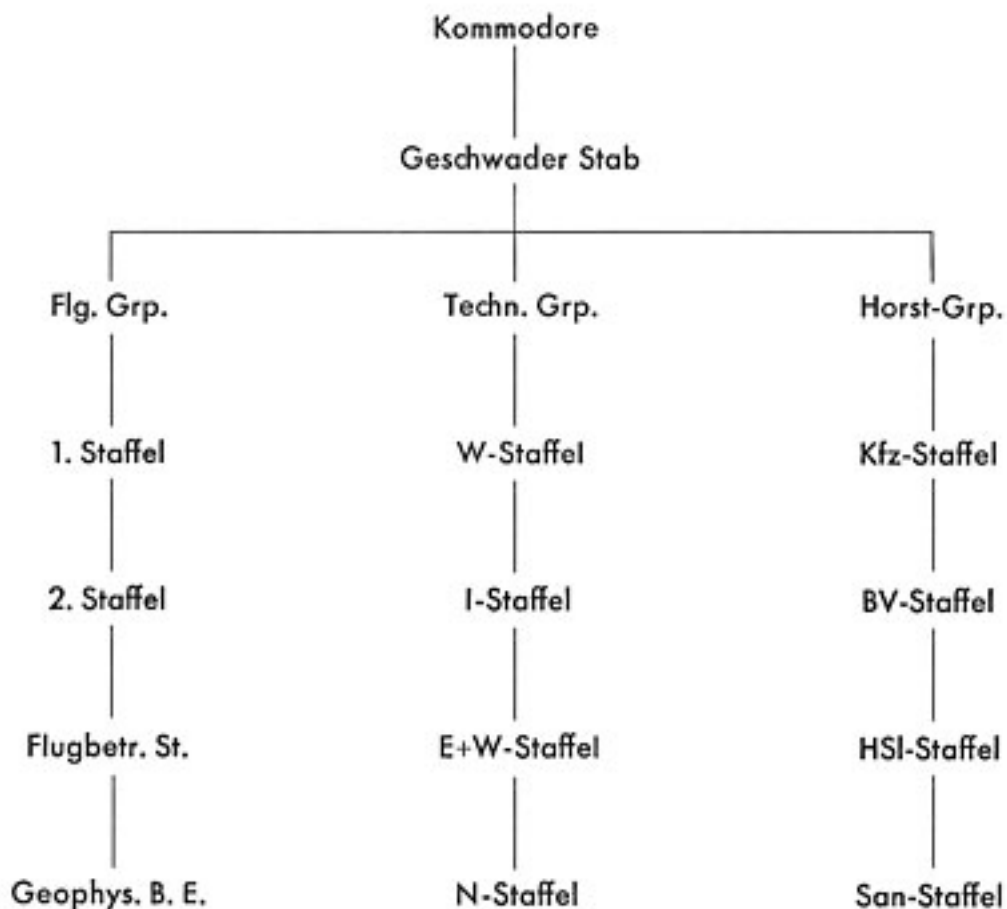 Kommodore
Geschwader Stab
Flg. Grp. Techn. Grp. Horst-Grp.
1. Staffel W-Staffel Kfz-Staffel
2. Staffel I-Staffel BV-Staffel
Flugbetr. St. E+W-Staffel HSl-Staffel
Geophys. B. E. N-Staffel San-Staffel